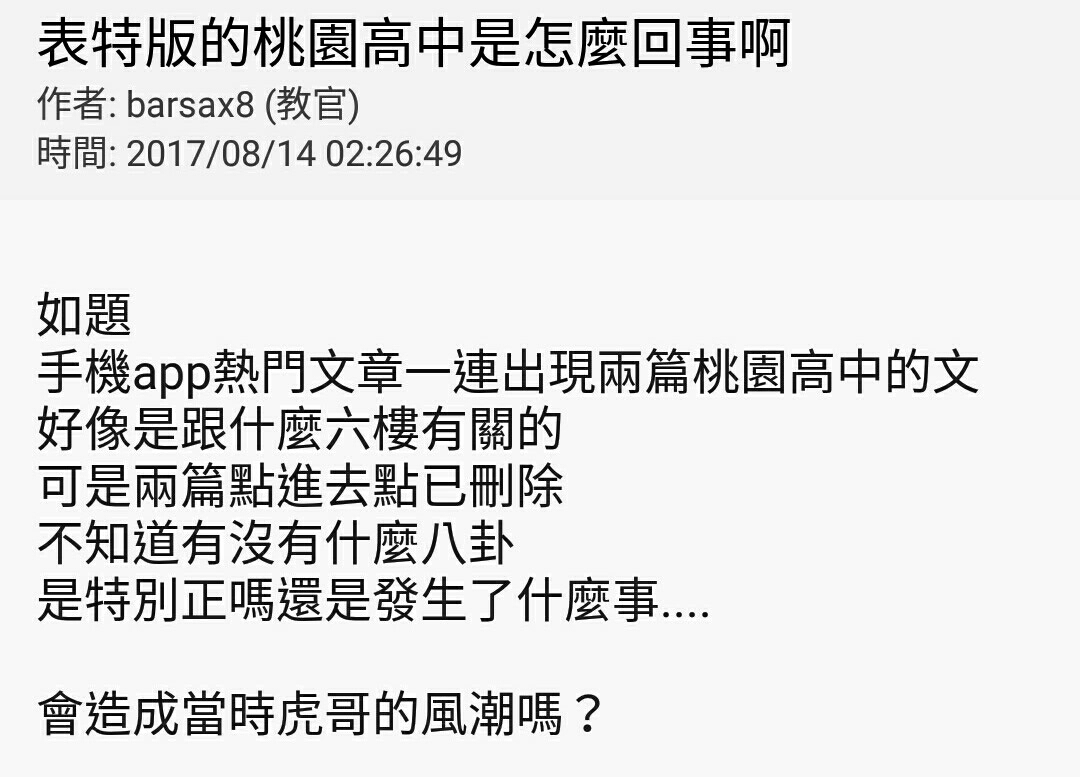 表特版的桃園高中是怎麼回事啊
作者: barsax8 (教官)
時間: 2017/08/14 02:26:49
如題
手機app熱門文章一連出現兩篇桃園高中的文
好像是跟什麼六樓有關的
可是兩篇點進去點已刪除
不知道有沒有什麼八卦
是特別正嗎還是發生了什麼事....
會造成當時虎哥的風潮嗎？